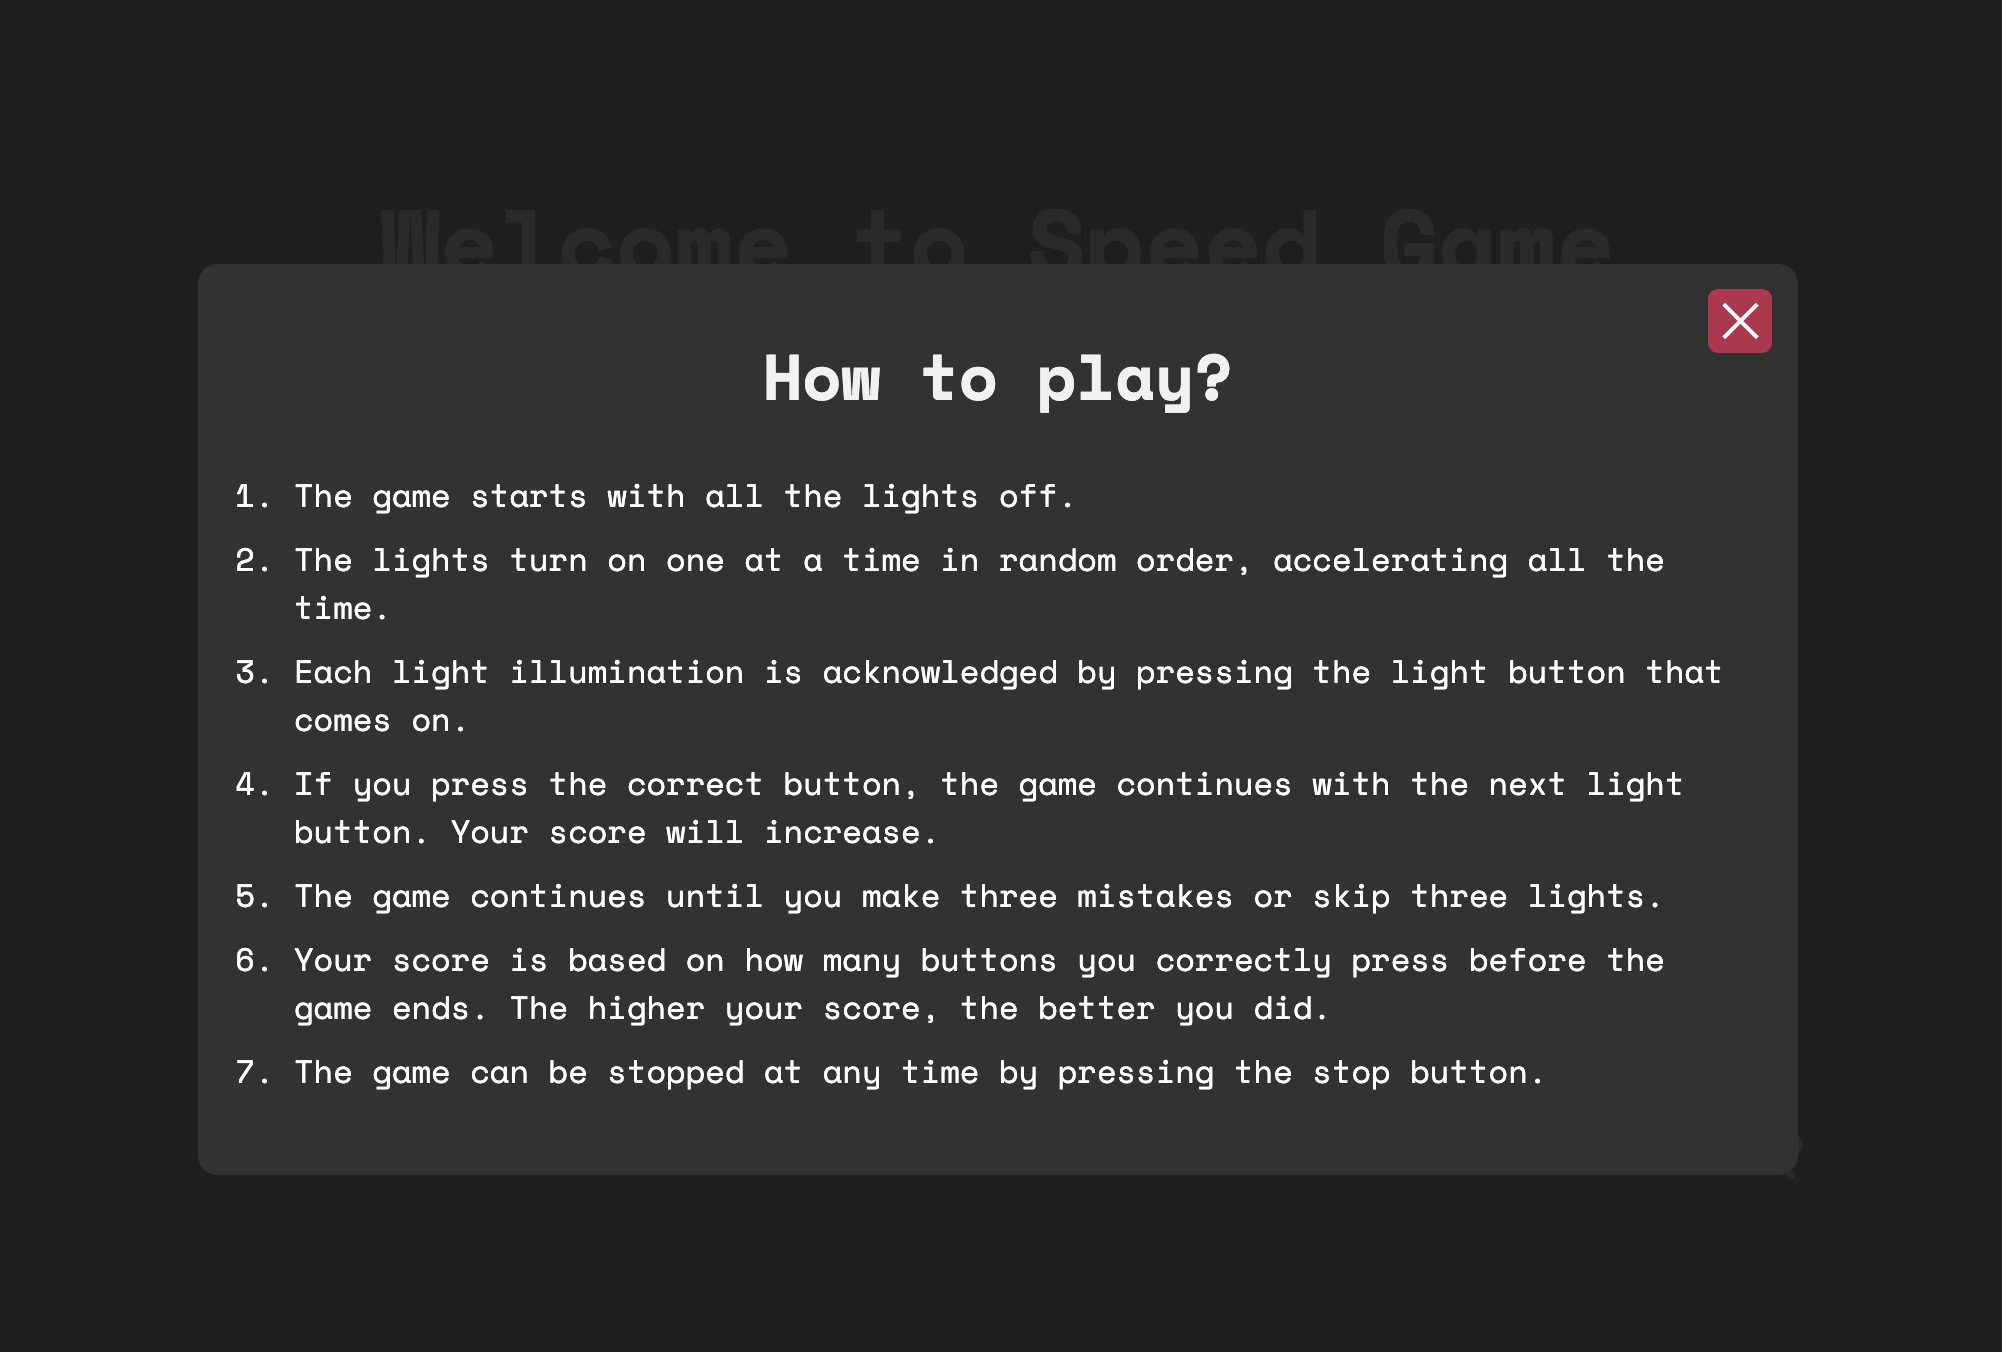 Welcome to Speed Game
How to play?
1. The game starts with all the lights off.
2. The lights turn on one at a time in random order, accelerating all the
time.
3. Each light illumination is acknowledged by pressing the light button that
comes on.
4. If you press the correct button, the game continues with the next light
button. Your score will increase.
5. The game continues until you make three mistakes or skip three lights.
6. Your score is based on how many buttons you correctly press before the
game ends. The higher your score, the better you did.
7. The game can be stopped at any time by pressing the stop button.